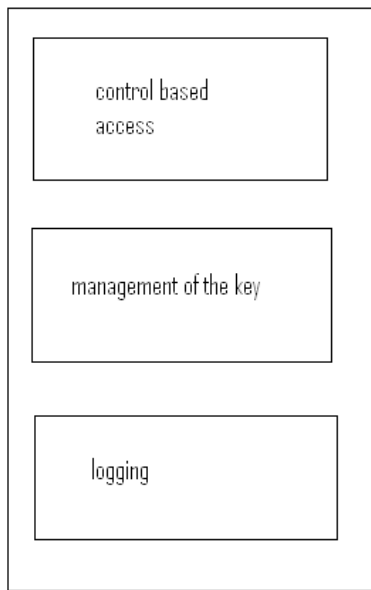 control based
access
management of the key
logging